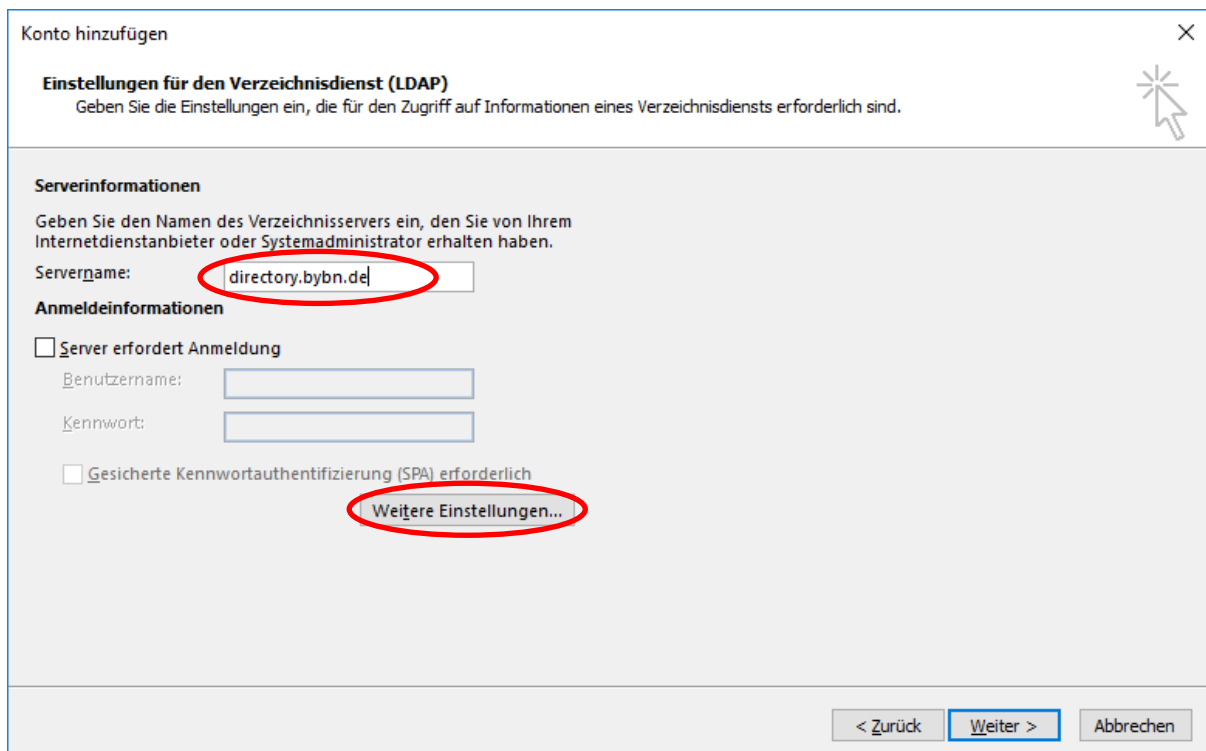 Konto hinzufügen
Einstellungen für den Verzeichnisdienst (LDAP)
Geben Sie die Einstellungen ein, die für den Zugriff auf Informationen eines Verzeichnisdiensts erforderlich sind.
Serverinformationen
Geben Sie den Namen des Verzeichnisservers ein, den Sie von Ihrem
Internetdienstanbieter oder Systemadministrator erhalten haben.
Servername: directory.bybn.de
Anmeldeinformationen
Server erfordert Anmeldung
Benutzername:
Kennwort:
Gesicherte Kennwortauthentifizierung (SPA) erforderlich
Weitere Einstellungen...
< Zurück Weiter > Abbrechen